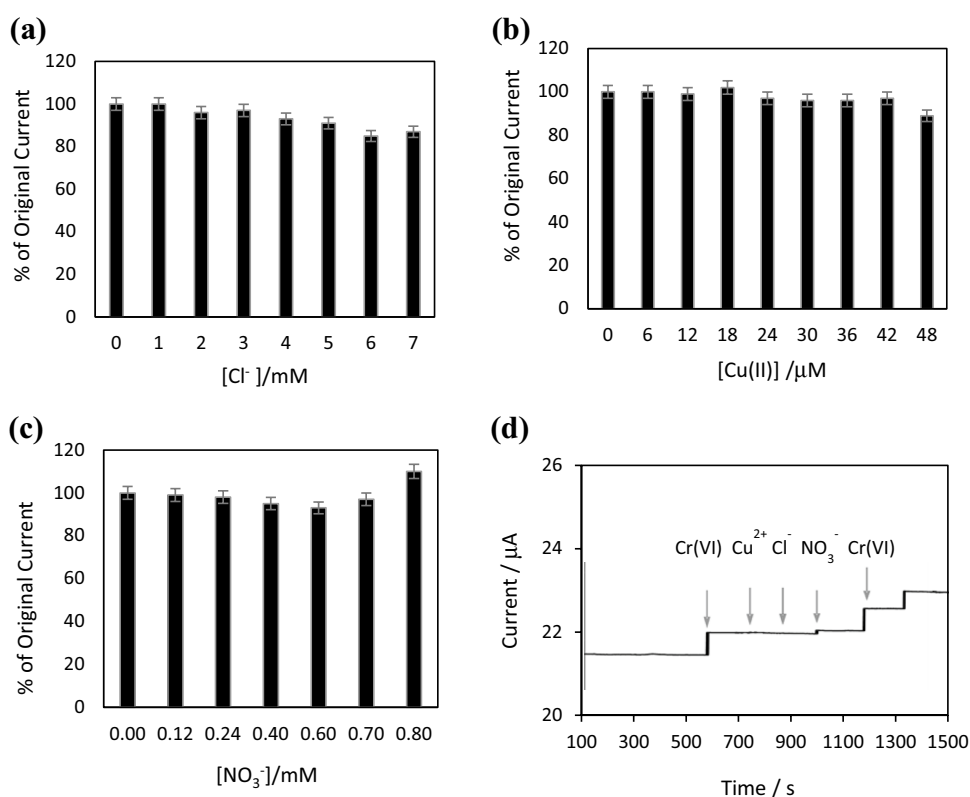 (a)
120
100
80
60
40
20
0
0 1 2 3 4 5 6 7
% of Original Current
[Cl⁻]/mM
(b)
120
100
80
60
40
20
0
0 6 12 18 24 30 36 42 48
% of Original Current
[Cu(II)] /μM
(c)
120
100
80
60
40
20
0
0.00 0.12 0.24 0.40 0.60 0.70 0.80
% of Original Current
[NO₃⁻]/mM
(d)
26
24
22
20
Cr(VI) Cu²⁺ Cl⁻ NO₃⁻ Cr(VI)
100 300 500 700 900 1100 1300 1500
Current / μA
Time / s